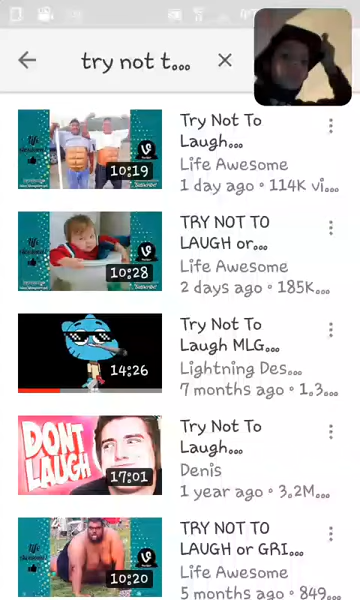 try not t...
Try Not To
Laugh...
Life Awesome
1 day ago • 114K vi...
10:19
TRY NOT TO
LAUGH or...
Life Awesome
2 days ago • 185K...
10:28
Try Not To
Laugh MLG...
Lightning Des...
7 months ago • 1.3...
14:26
Try Not To
Laugh...
Denis
1 year ago • 3.2M...
DONT
LAUGH
17:01
TRY NOT TO
LAUGH or GRI...
Life Awesome
5 months ago • 849...
10:20